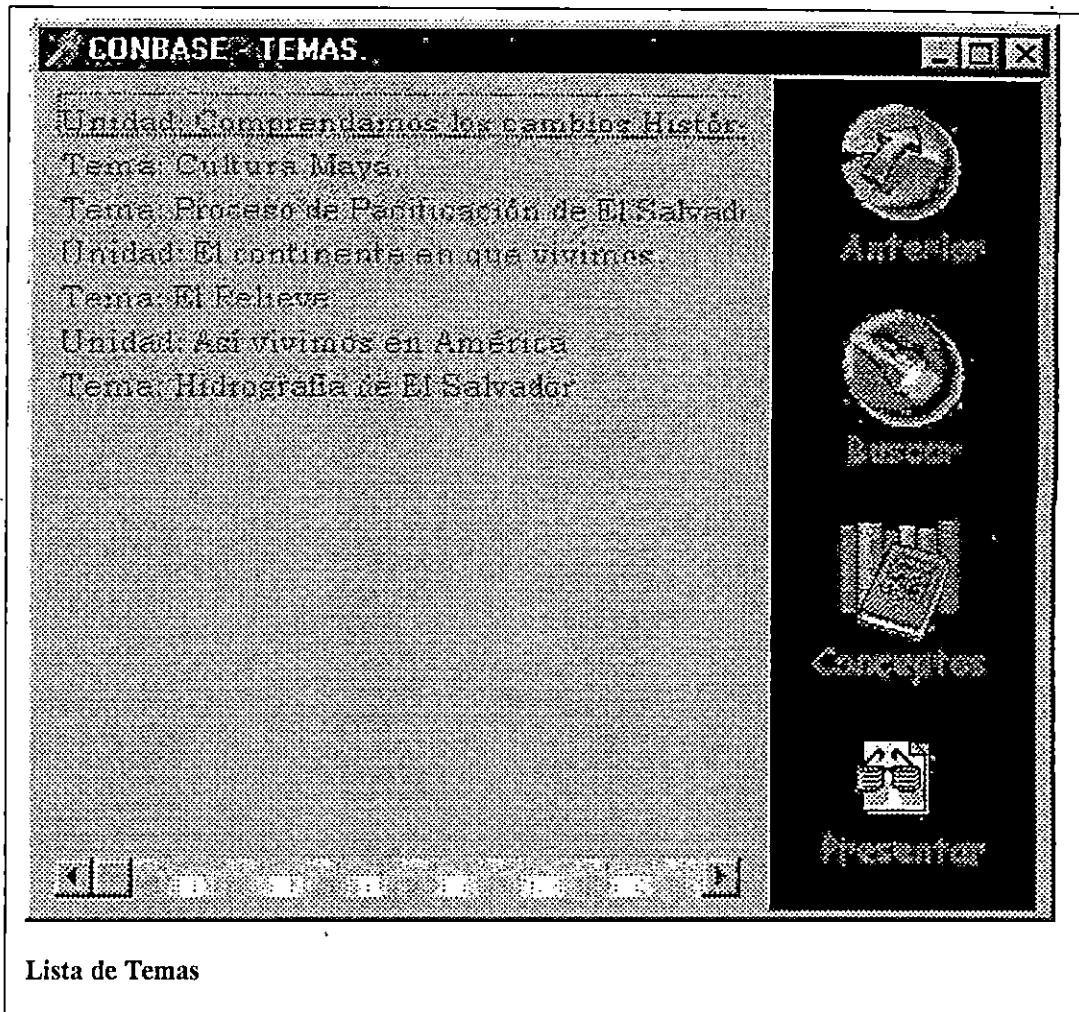 CONBASE - TEMAS.
Unidad: Comprendamos los cambios Histór
Tema: Cultura Maya.
Tema: Proceso de Pacificación de El Salvad
Unidad: El continente en que vivimos.
Tema: El Relieve
Unidad: Así vivimos en América
Tema: Hidrografía de El Salvador
Anterior
Buscar
Conceptos
Presentar
Lista de Temas